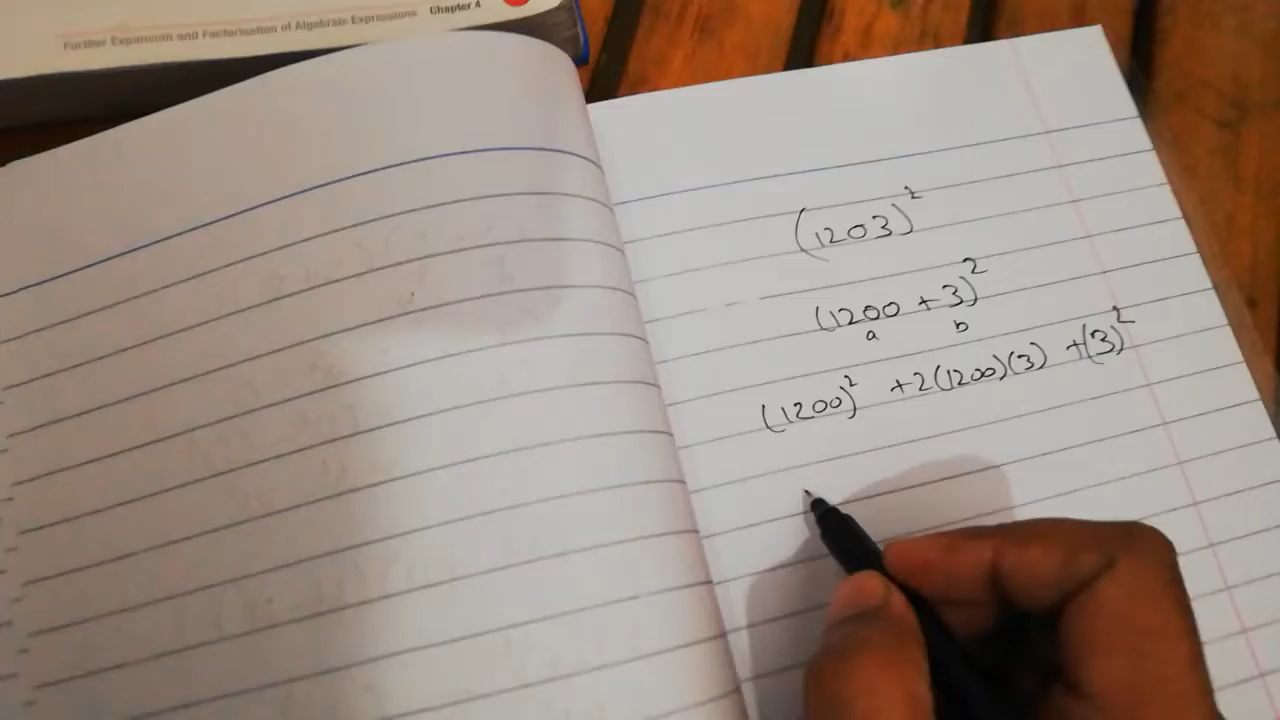 Further Expansion and Factorisation of Algebraic Expressions Chapter 4
(1203)²
(1200 + 3)²
a b
(1200)² +2(1200)(3) +(3)²